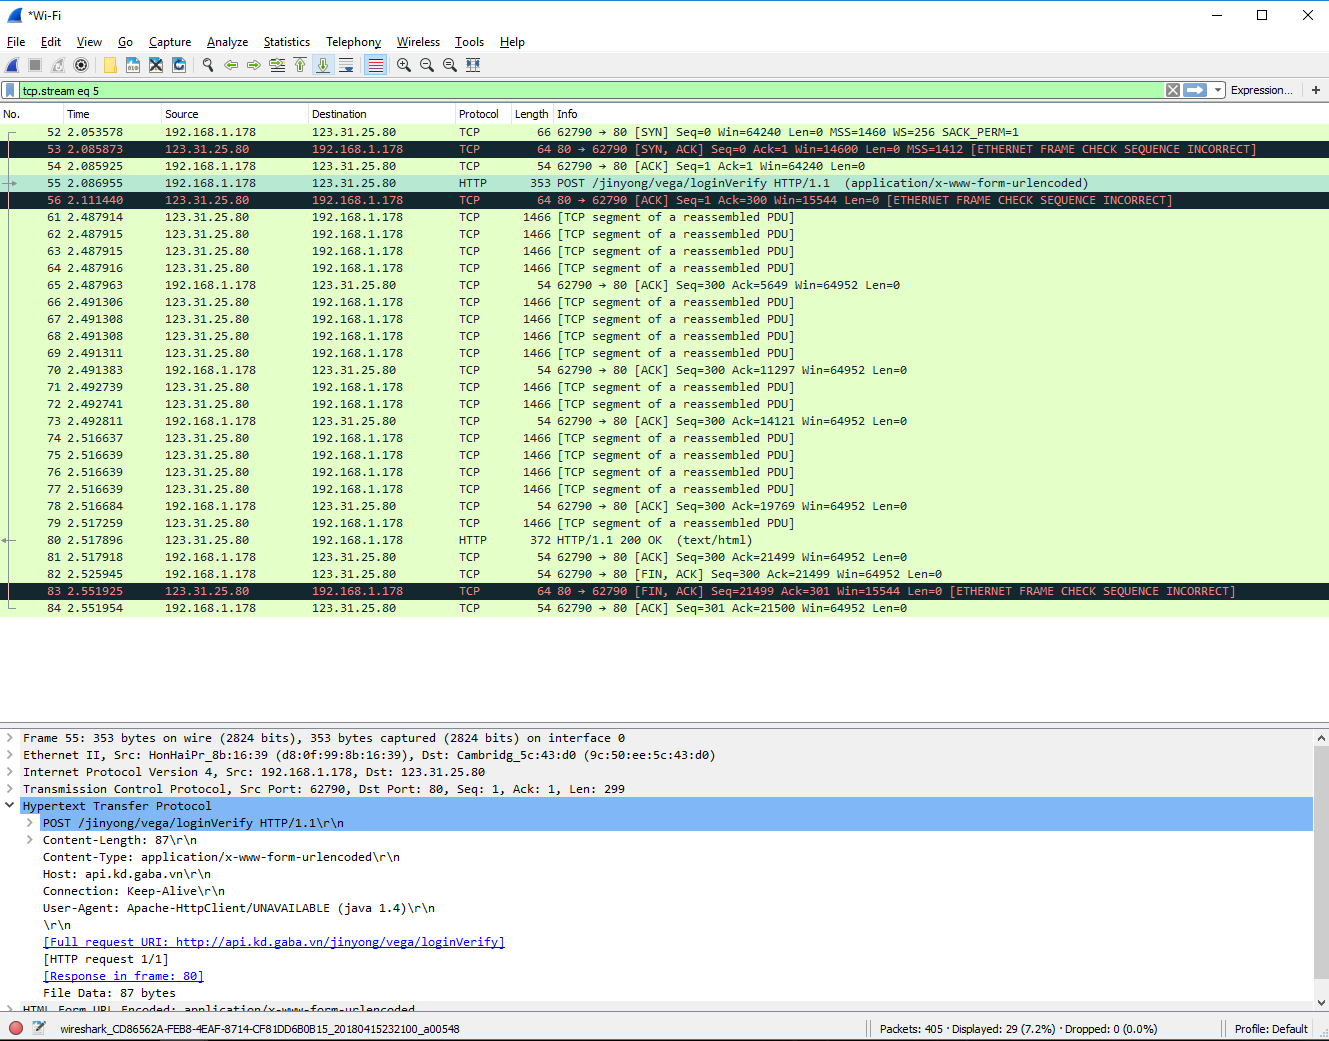 *Wi-Fi
File Edit View Go Capture Analyze Statistics Telephony Wireless Tools Help
tcp.stream eq 5 Expression... +
No. Time Source Destination Protocol Length Info
52 2.053578 192.168.1.178 123.31.25.80 TCP 66 62790 → 80 [SYN] Seq=0 Win=64240 Len=0 MSS=1460 WS=256 SACK_PERM=1
53 2.085873 123.31.25.80 192.168.1.178 TCP 64 80 → 62790 [SYN, ACK] Seq=0 Ack=1 Win=14600 Len=0 MSS=1412 [ETHERNET FRAME CHECK SEQUENCE INCORRECT]
54 2.085925 192.168.1.178 123.31.25.80 TCP 54 62790 → 80 [ACK] Seq=1 Ack=1 Win=64240 Len=0
55 2.086955 192.168.1.178 123.31.25.80 HTTP 353 POST /jinyong/vega/loginVerify HTTP/1.1 (application/x-www-form-urlencoded)
56 2.111440 123.31.25.80 192.168.1.178 TCP 64 80 → 62790 [ACK] Seq=1 Ack=300 Win=15544 Len=0 [ETHERNET FRAME CHECK SEQUENCE INCORRECT]
61 2.487914 123.31.25.80 192.168.1.178 TCP 1466 [TCP segment of a reassembled PDU]
62 2.487915 123.31.25.80 192.168.1.178 TCP 1466 [TCP segment of a reassembled PDU]
63 2.487915 123.31.25.80 192.168.1.178 TCP 1466 [TCP segment of a reassembled PDU]
64 2.487916 123.31.25.80 192.168.1.178 TCP 1466 [TCP segment of a reassembled PDU]
65 2.487963 192.168.1.178 123.31.25.80 TCP 54 62790 → 80 [ACK] Seq=300 Ack=5649 Win=64952 Len=0
66 2.491306 123.31.25.80 192.168.1.178 TCP 1466 [TCP segment of a reassembled PDU]
67 2.491308 123.31.25.80 192.168.1.178 TCP 1466 [TCP segment of a reassembled PDU]
68 2.491308 123.31.25.80 192.168.1.178 TCP 1466 [TCP segment of a reassembled PDU]
69 2.491311 123.31.25.80 192.168.1.178 TCP 1466 [TCP segment of a reassembled PDU]
70 2.491383 192.168.1.178 123.31.25.80 TCP 54 62790 → 80 [ACK] Seq=300 Ack=11297 Win=64952 Len=0
71 2.492739 123.31.25.80 192.168.1.178 TCP 1466 [TCP segment of a reassembled PDU]
72 2.492741 123.31.25.80 192.168.1.178 TCP 1466 [TCP segment of a reassembled PDU]
73 2.492811 192.168.1.178 123.31.25.80 TCP 54 62790 → 80 [ACK] Seq=300 Ack=14121 Win=64952 Len=0
74 2.516637 123.31.25.80 192.168.1.178 TCP 1466 [TCP segment of a reassembled PDU]
75 2.516639 123.31.25.80 192.168.1.178 TCP 1466 [TCP segment of a reassembled PDU]
76 2.516639 123.31.25.80 192.168.1.178 TCP 1466 [TCP segment of a reassembled PDU]
77 2.516639 123.31.25.80 192.168.1.178 TCP 1466 [TCP segment of a reassembled PDU]
78 2.516684 192.168.1.178 123.31.25.80 TCP 54 62790 → 80 [ACK] Seq=300 Ack=19769 Win=64952 Len=0
79 2.517259 123.31.25.80 192.168.1.178 TCP 1466 [TCP segment of a reassembled PDU]
80 2.517896 123.31.25.80 192.168.1.178 HTTP 372 HTTP/1.1 200 OK (text/html)
81 2.517918 192.168.1.178 123.31.25.80 TCP 54 62790 → 80 [ACK] Seq=300 Ack=21499 Win=64952 Len=0
82 2.525945 192.168.1.178 123.31.25.80 TCP 54 62790 → 80 [FIN, ACK] Seq=300 Ack=21499 Win=64952 Len=0
83 2.551925 123.31.25.80 192.168.1.178 TCP 64 80 → 62790 [FIN, ACK] Seq=21499 Ack=301 Win=15544 Len=0 [ETHERNET FRAME CHECK SEQUENCE INCORRECT]
84 2.551954 192.168.1.178 123.31.25.80 TCP 54 62790 → 80 [ACK] Seq=301 Ack=21500 Win=64952 Len=0
Frame 55: 353 bytes on wire (2824 bits), 353 bytes captured (2824 bits) on interface 0
Ethernet II, Src: HonHaiPr_8b:16:39 (d8:0f:99:8b:16:39), Dst: Cambridg_5c:43:d0 (9c:50:ee:5c:43:d0)
Internet Protocol Version 4, Src: 192.168.1.178, Dst: 123.31.25.80
Transmission Control Protocol, Src Port: 62790, Dst Port: 80, Seq: 1, Ack: 1, Len: 299
Hypertext Transfer Protocol
POST /jinyong/vega/loginVerify HTTP/1.1\r\n
Content-Length: 87\r\n
Content-Type: application/x-www-form-urlencoded\r\n
Host: api.kd.gaba.vn\r\n
Connection: Keep-Alive\r\n
User-Agent: Apache-HttpClient/UNAVAILABLE (java 1.4)\r\n
\r\n
[Full request URI: http://api.kd.gaba.vn/jinyong/vega/loginVerify]
[HTTP request 1/1]
[Response in frame: 80]
File Data: 87 bytes
HTML Form URL Encoded: application/x-www-form-urlencoded
wireshark_CD86562A-FEB8-4EAF-8714-CF81DD6B0B15_20180415232100_a00548 Packets: 405 · Displayed: 29 (7.2%) · Dropped: 0 (0.0%) Profile: Default